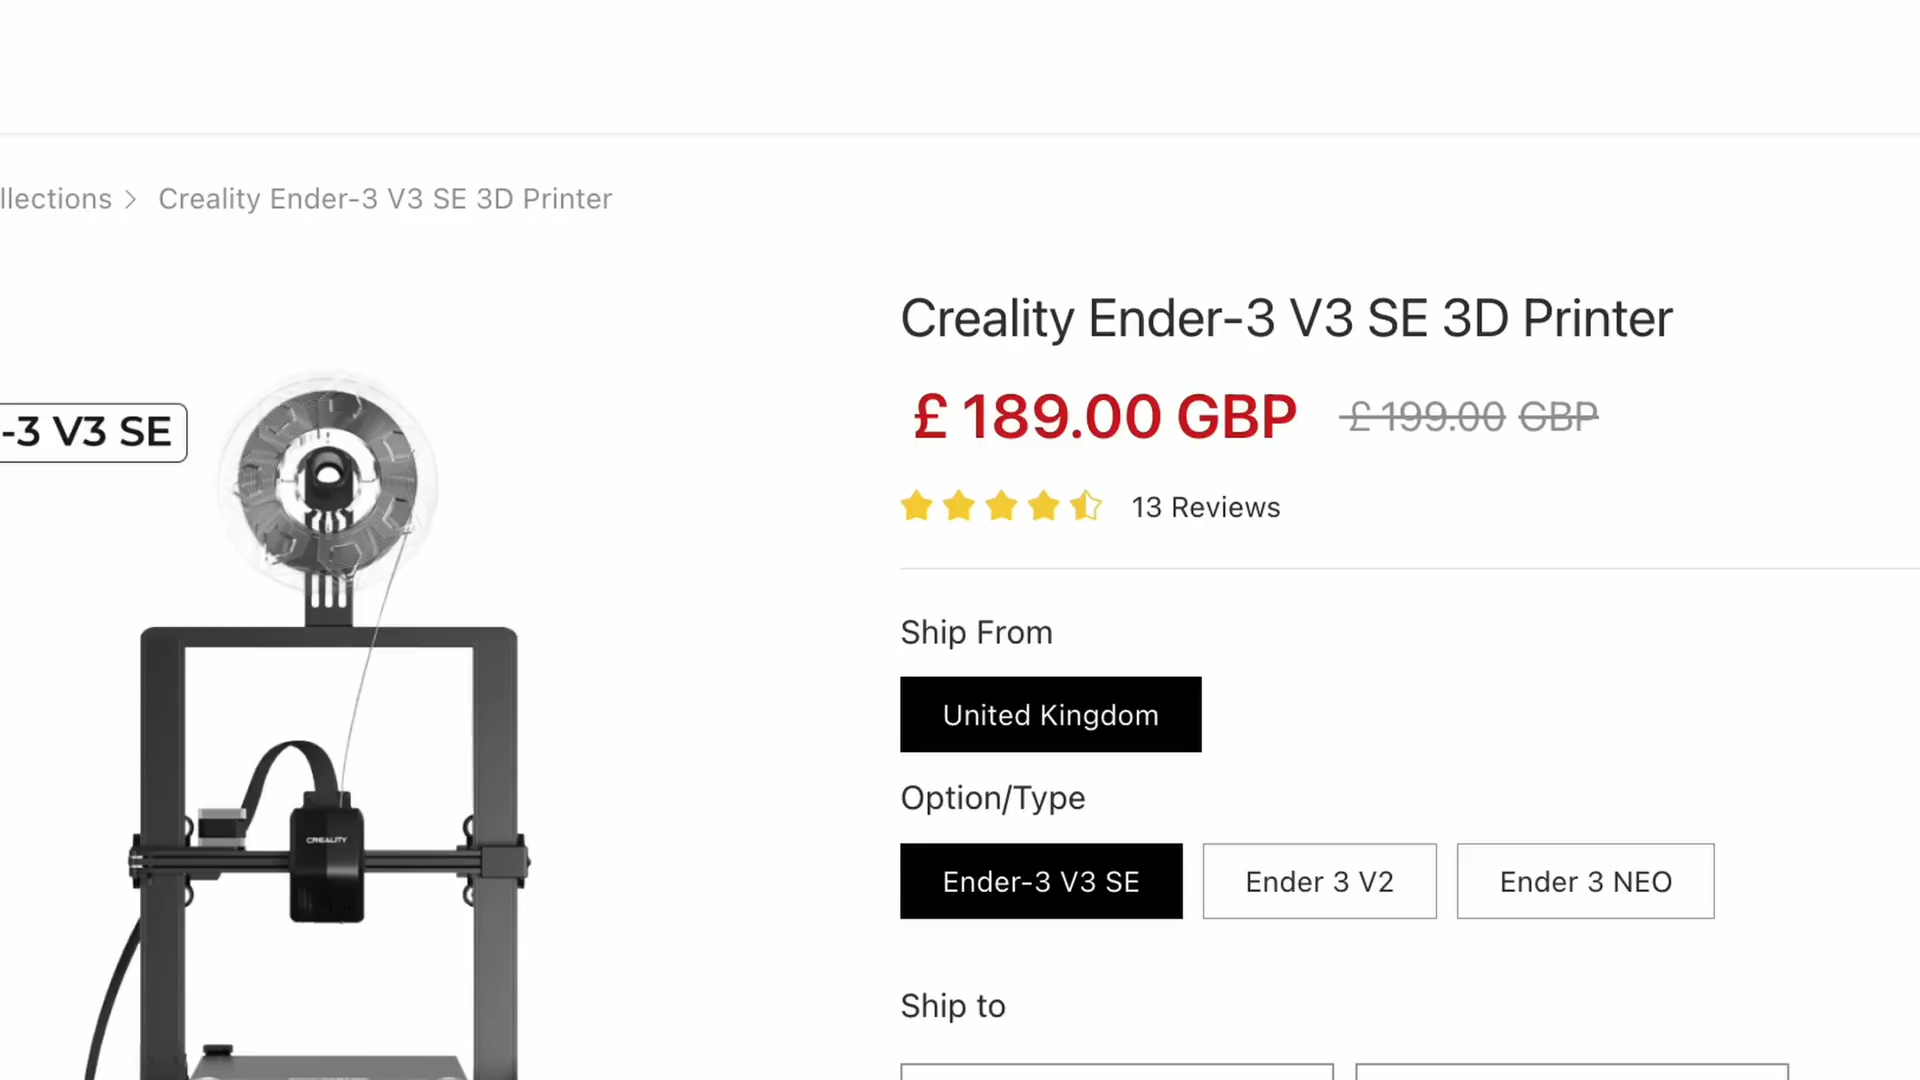 llections > Creality Ender-3 V3 SE 3D Printer
Creality Ender-3 V3 SE 3D Printer
£ 189.00 GBP £ 199.00 GBP
-3 V3 SE
13 Reviews
Ship From
United Kingdom
CREALITY
Option/Type
Ender-3 V3 SE Ender 3 V2 Ender 3 NEO
Ship to